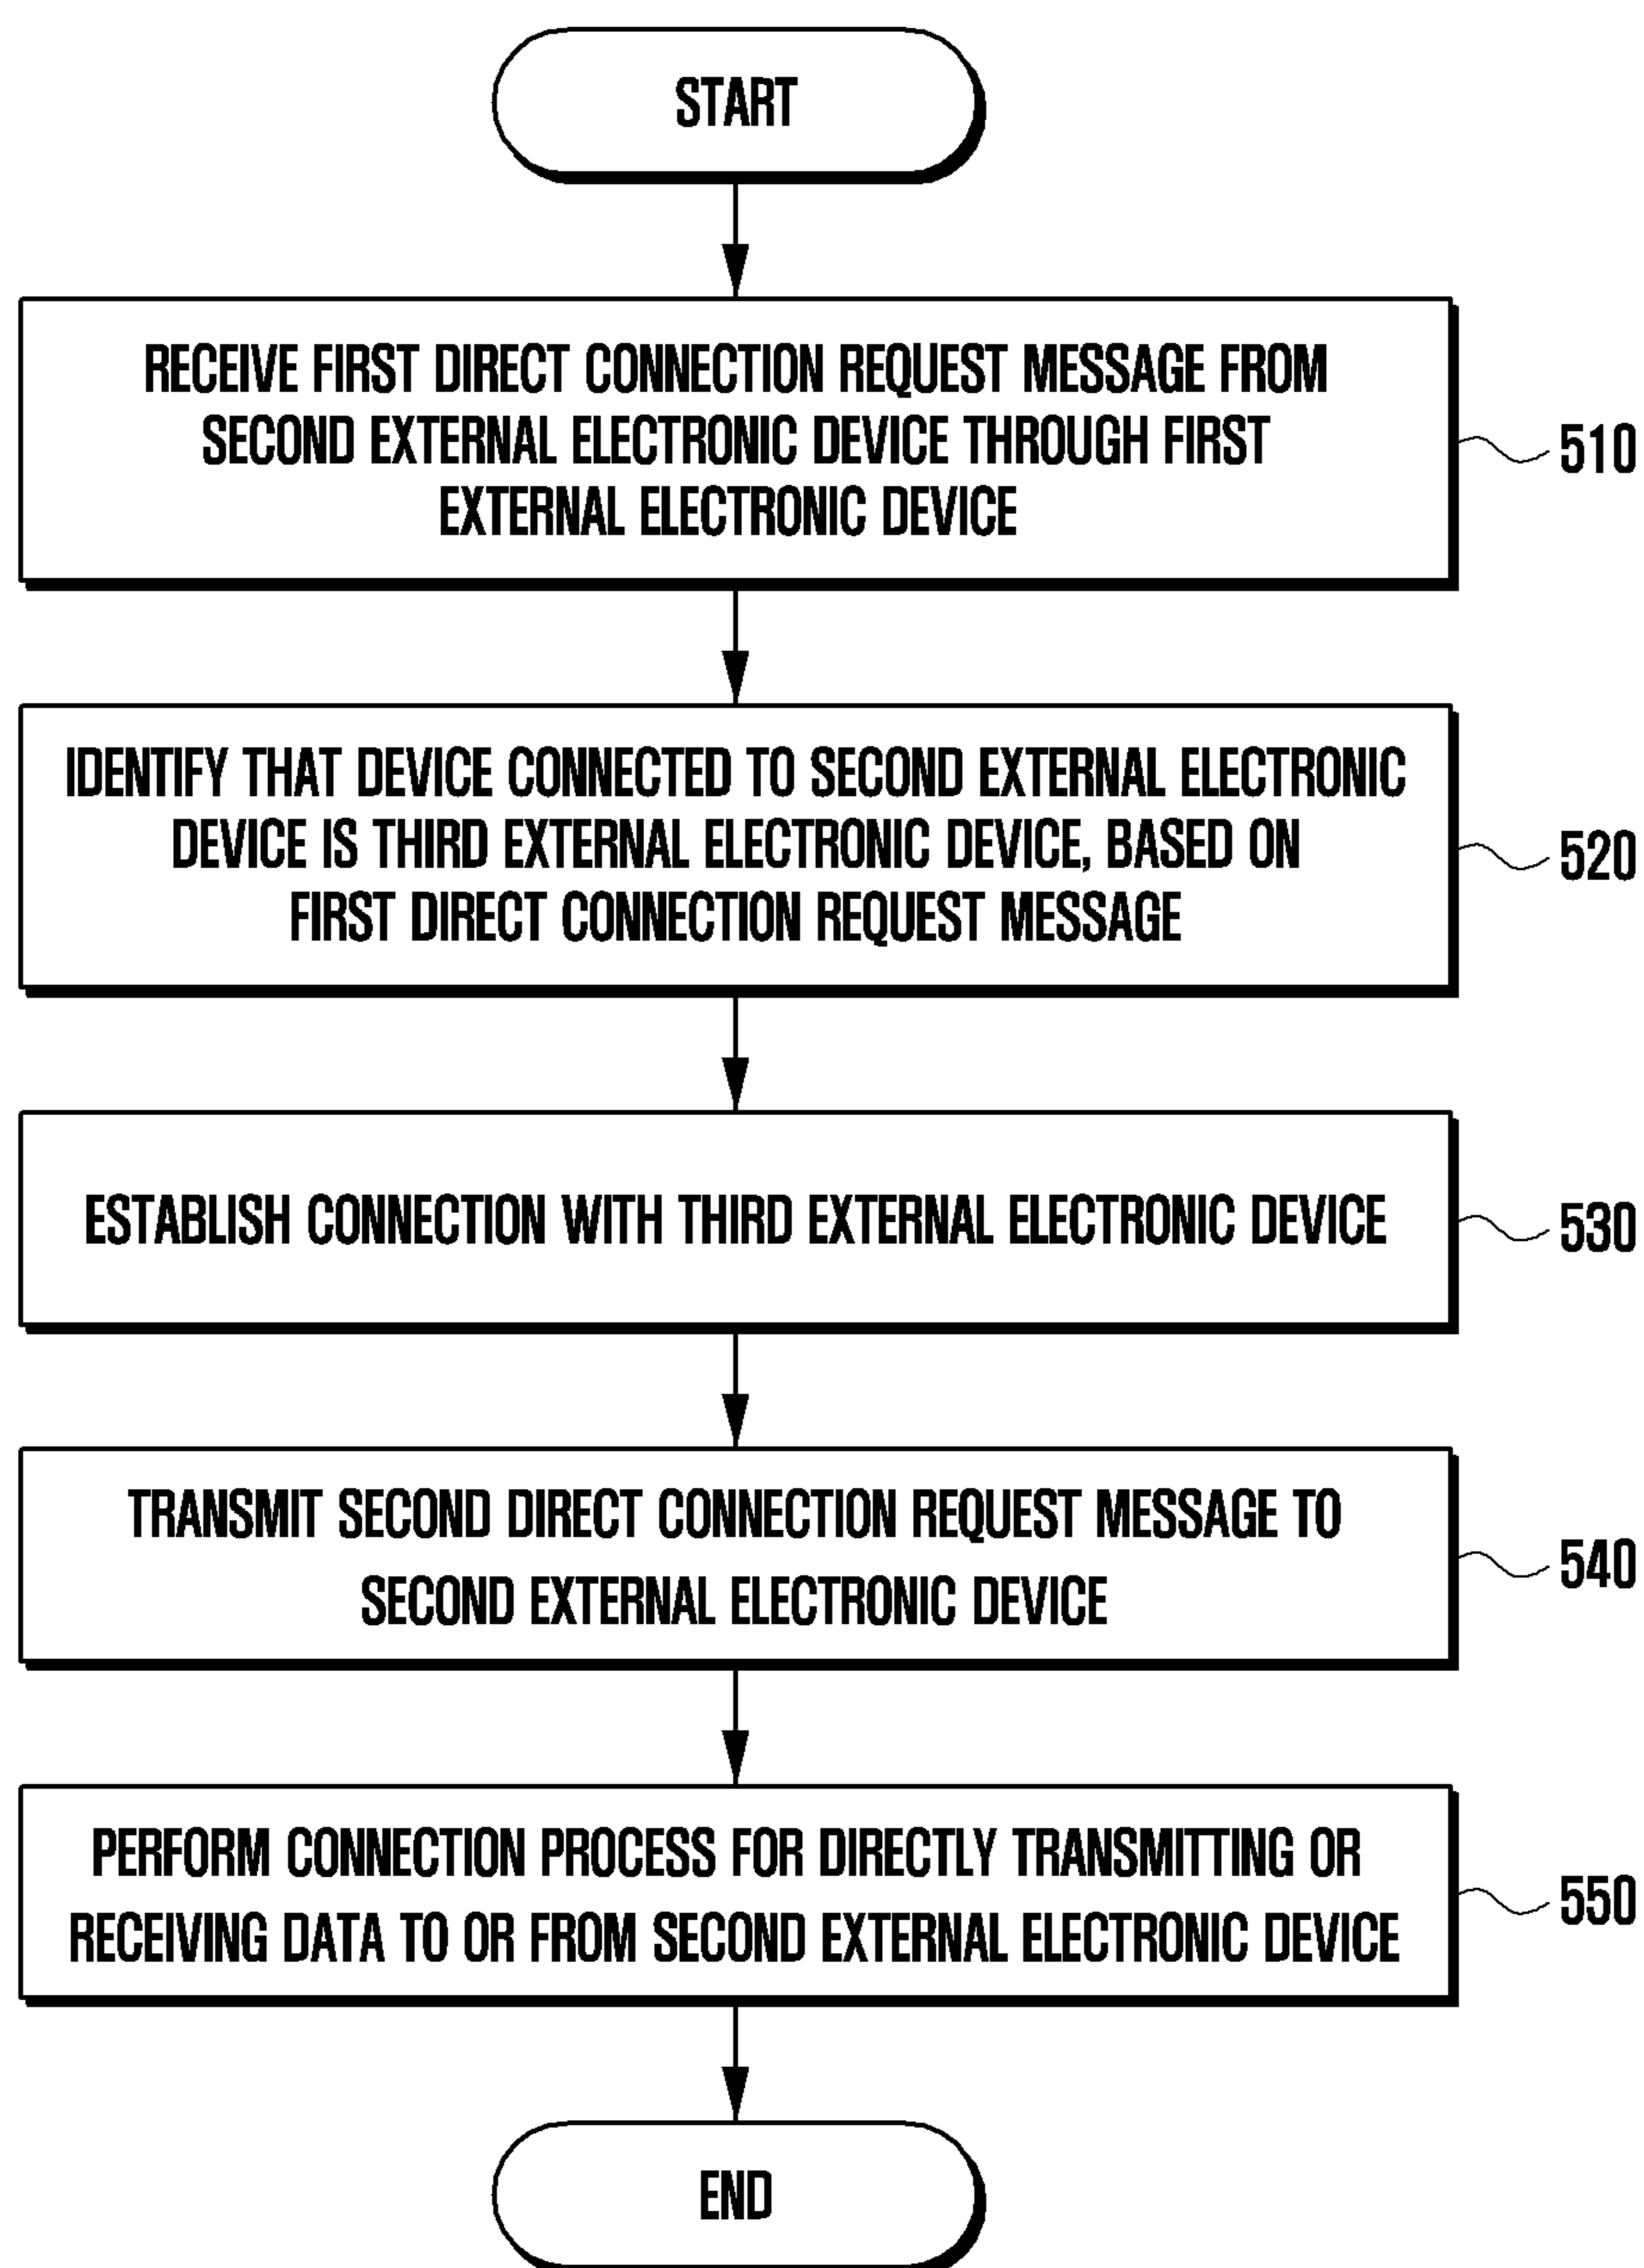 START
RECEIVE FIRST DIRECT CONNECTION REQUEST MESSAGE FROM
SECOND EXTERNAL ELECTRONIC DEVICE THROUGH FIRST
EXTERNAL ELECTRONIC DEVICE
510
IDENTIFY THAT DEVICE CONNECTED TO SECOND EXTERNAL ELECTRONIC
DEVICE IS THIRD EXTERNAL ELECTRONIC DEVICE, BASED ON
FIRST DIRECT CONNECTION REQUEST MESSAGE
520
ESTABLISH CONNECTION WITH THIRD EXTERNAL ELECTRONIC DEVICE
530
TRANSMIT SECOND DIRECT CONNECTION REQUEST MESSAGE TO
SECOND EXTERNAL ELECTRONIC DEVICE
540
PERFORM CONNECTION PROCESS FOR DIRECTLY TRANSMITTING OR
RECEIVING DATA TO OR FROM SECOND EXTERNAL ELECTRONIC DEVICE
550
END